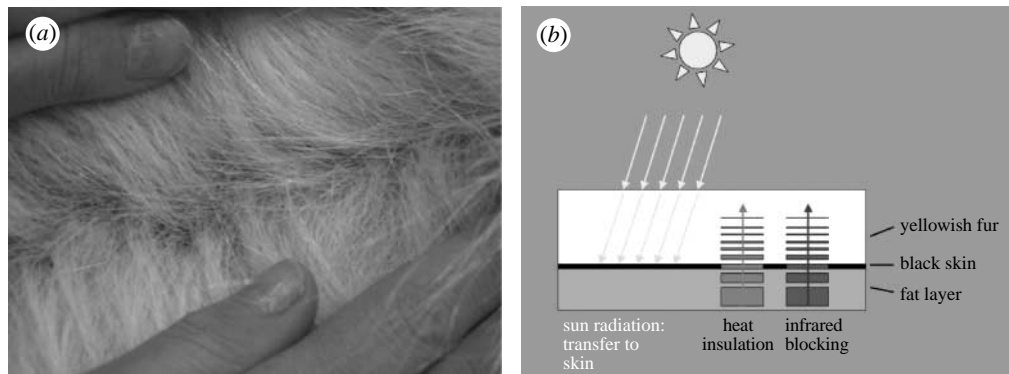 (a)
(b)
yellowish fur
black skin
fat layer
sun radiation:
transfer to
skin
heat
insulation
infrared
blocking